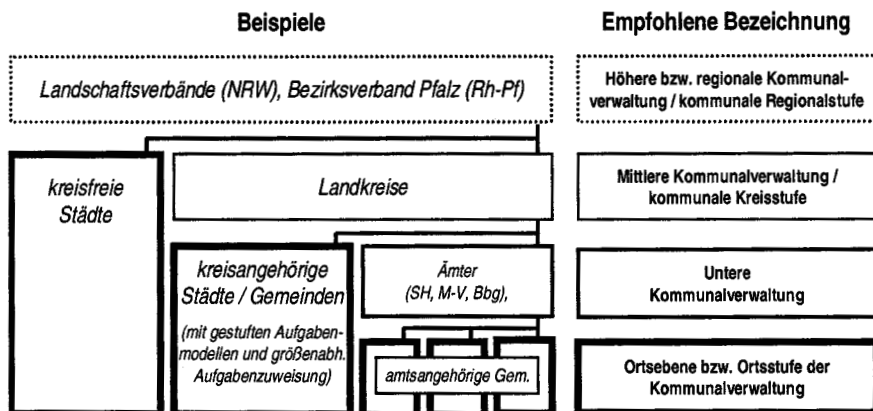 Beispiele
Empfohlene Bezeichnung
Landschaftsverbände (NRW), Bezirksverband Pfalz (Rh-Pf)
Höhere bzw. regionale Kommunal-
verwaltung / kommunale Regionalstufe
kreisfreie
Städte
Landkreise
Mittlere Kommunalverwaltung /
kommunale Kreisstufe
kreisangehörige
Städte / Gemeinden
(mit gestuften Aufgaben-
modellen und größenabh.
Aufgabenzuweisung)
Ämter
(SH, M-V, Bbg),
Untere
Kommunalverwaltung
amtsangehörige Gem.
Ortsebene bzw. Ortsstufe der
Kommunalverwaltung